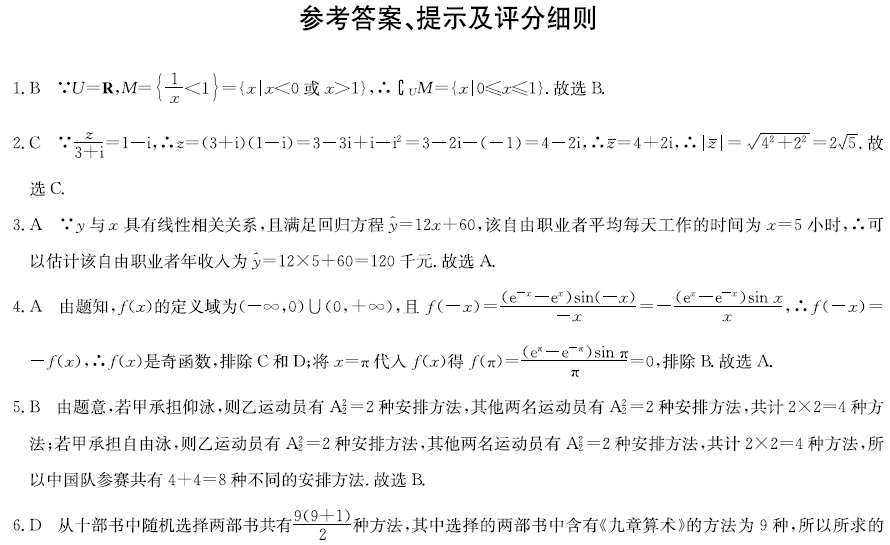 参考答案、提示及评分细则
1. B ∵U=R,M={1/x<1}={x|x<0或x>1},∴∁_U M={x|0≤x≤1}.故选B.
2. C ∵z/(3+i)=1−i,∴z=(3+i)(1−i)=3−3i+i−i²=3−2i−(−1)=4−2i,∴z̄=4+2i,∴|z̄|=√(4²+2²)=2√5.故
选C.
3. A ∵y与x具有线性相关关系,且满足回归方程ŷ=12x+60,该自由职业者平均每天工作的时间为x=5小时,∴可
以估计该自由职业者年收入为ŷ=12×5+60=120千元.故选A.
4. A 由题知,f(x)的定义域为(−∞,0)∪(0,+∞),且f(−x)=(e^(−x)−e^x)sin(−x)/(−x)=−(e^x−e^(−x))sin x/x,∴f(−x)=
−f(x),∴f(x)是奇函数,排除C和D;将x=π代入f(x)得f(π)=(e^π−e^(−π))sin π/π=0,排除B.故选A.
5. B 由题意,若甲承担仰泳,则乙运动员有A₂²=2种安排方法,其他两名运动员有A₂²=2种安排方法,共计2×2=4种方
法;若甲承担自由泳,则乙运动员有A₂²=2种安排方法,其他两名运动员有A₂²=2种安排方法,共计2×2=4种方法,所
以中国队参赛共有4+4=8种不同的安排方法.故选B.
6. D 从十部书中随机选择两部书共有9(9+1)/2种方法,其中选择的两部书中含有《九章算术》的方法为9种,所以所求的